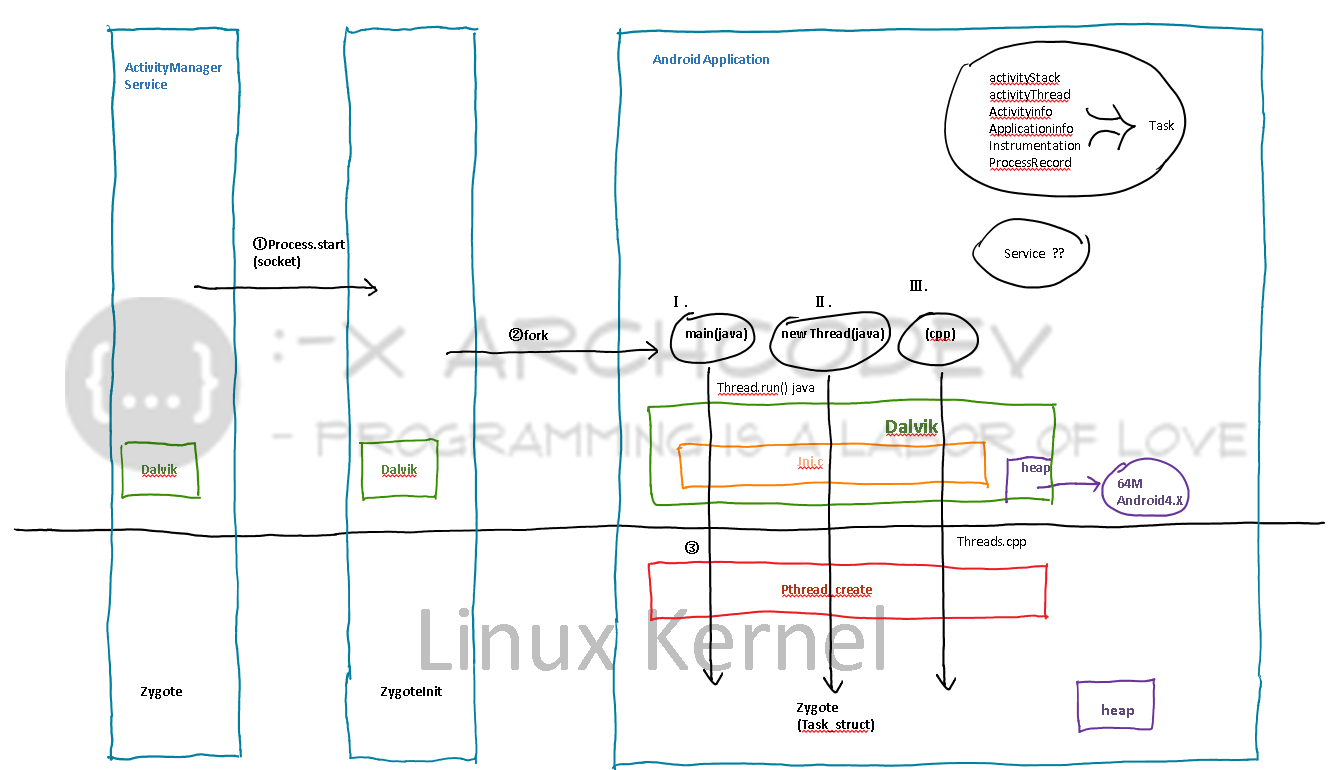 ActivityManager
Service
AndroidApplication
activityStack
activityThread
Activityinfo
Applicationinfo
Instrumentation
ProcessRecord
Task
①Process.start
(socket)
Service ??
Ⅰ.
Ⅱ.
Ⅲ.
②fork
main(java)
new Thread(java)
(cpp)
:-X ARCHCODEV
{...}
- PROGRAMMING IS A LABOR OF LOVE
Thread.run() java
Dalvik
Dalvik
Dalvik
Jni.c
heap
64M
Android4.X
③
Threads.cpp
Pthread_create
Linux Kernel
Zygote
ZygoteInit
Zygote
(Task_struct)
heap